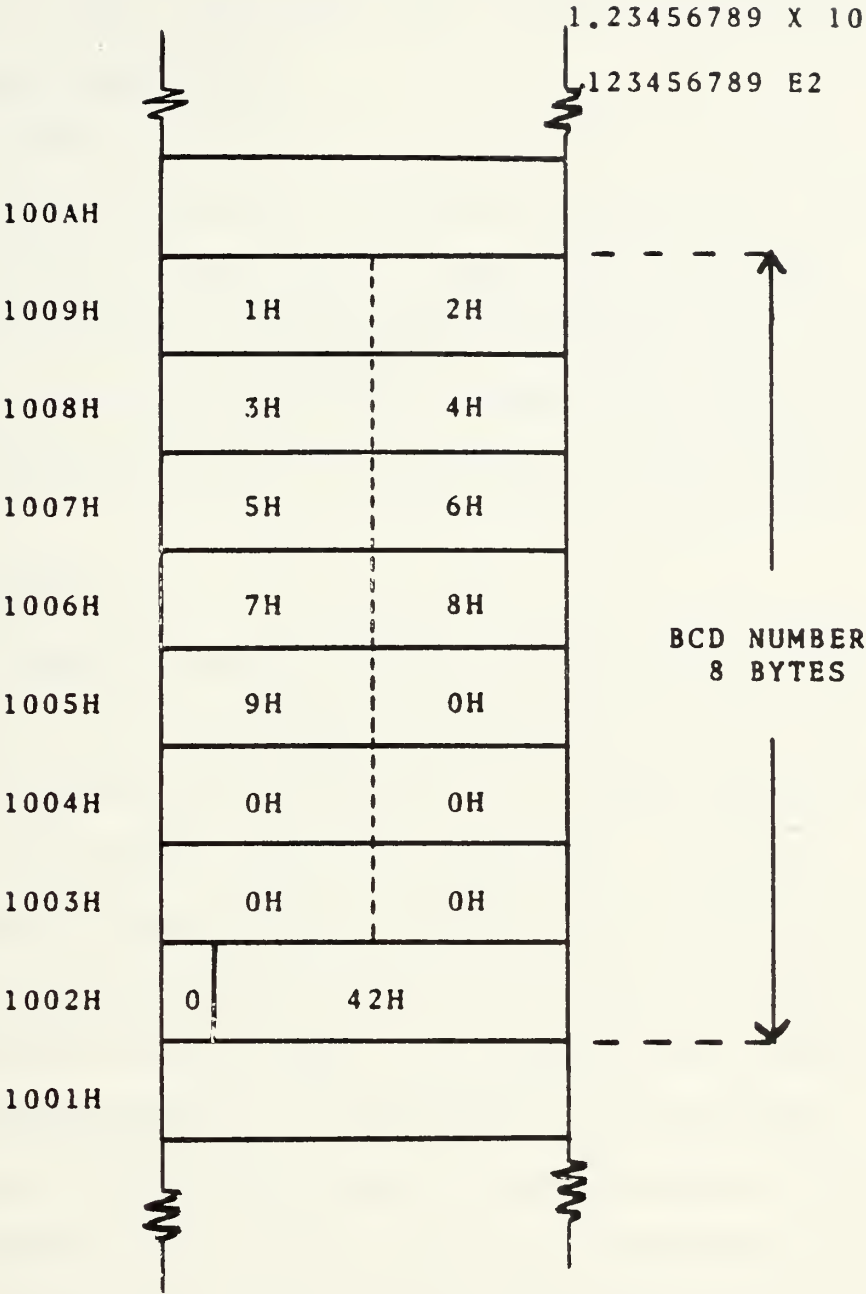 1.23456789 X 10
.123456789 E2
100AH
1009H 1H 2H
1008H 3H 4H
1007H 5H 6H
1006H 7H 8H
BCD NUMBER
8 BYTES
1005H 9H 0H
1004H 0H 0H
1003H 0H 0H
1002H 0 42H
1001H